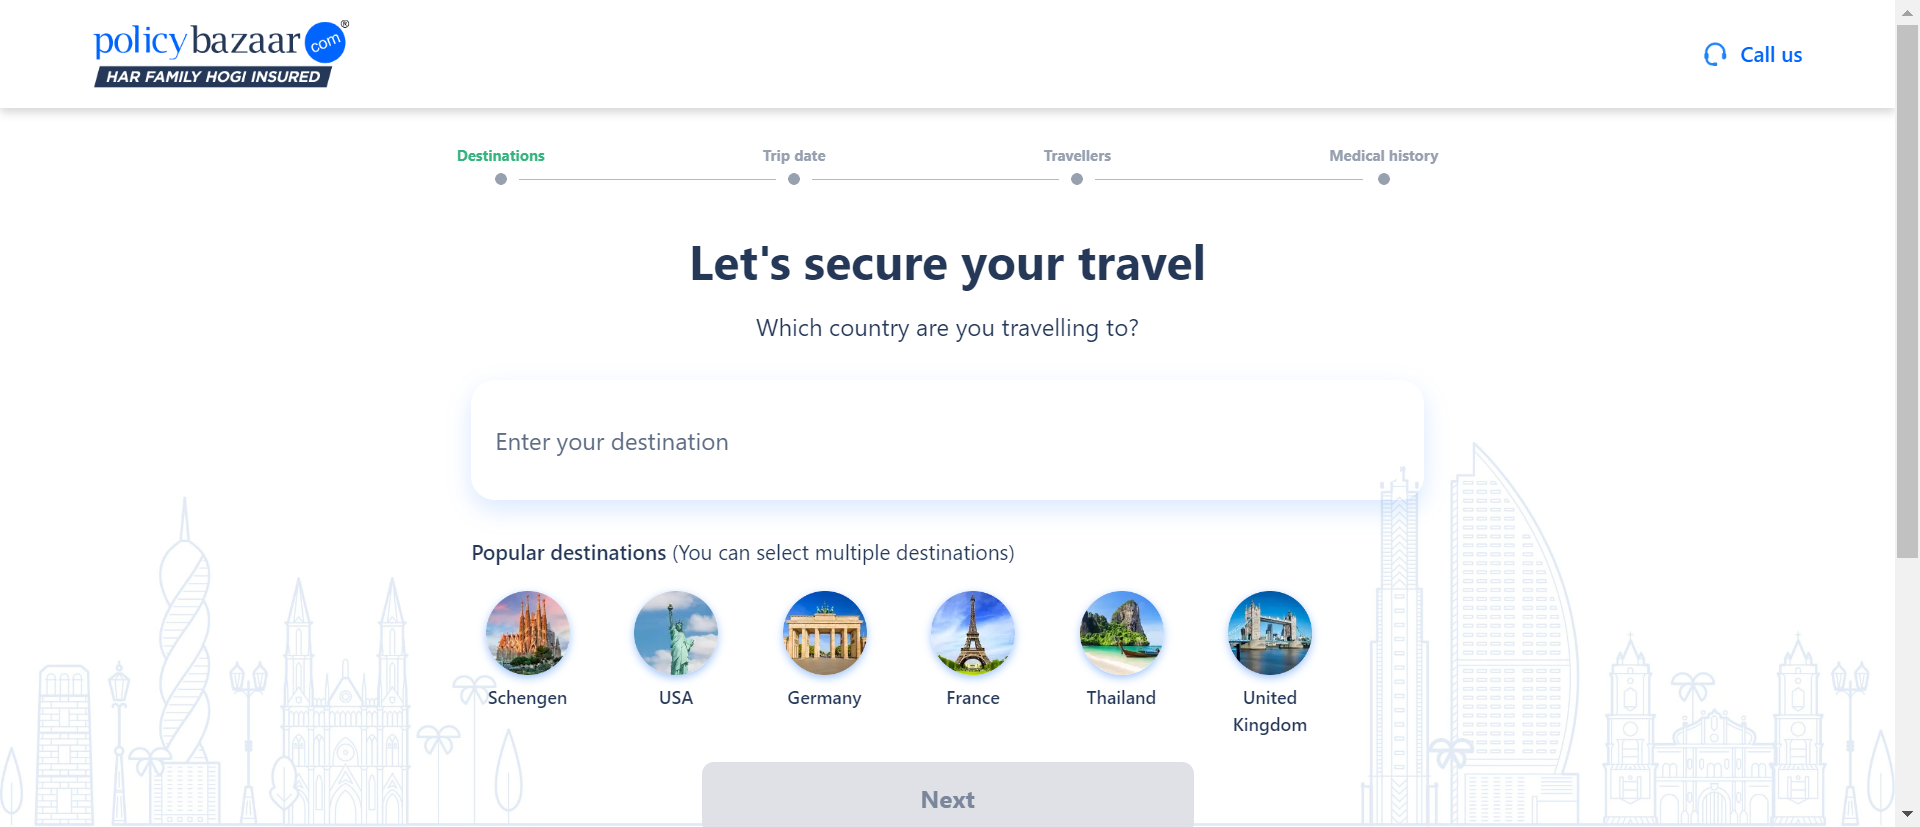 policybazaar.com®
HAR FAMILY HOGI INSURED
Call us
Destinations
Trip date
Travellers
Medical history
Let's secure your travel
Which country are you travelling to?
Enter your destination
Popular destinations (You can select multiple destinations)
Schengen
USA
Germany
France
Thailand
United
Kingdom
Next